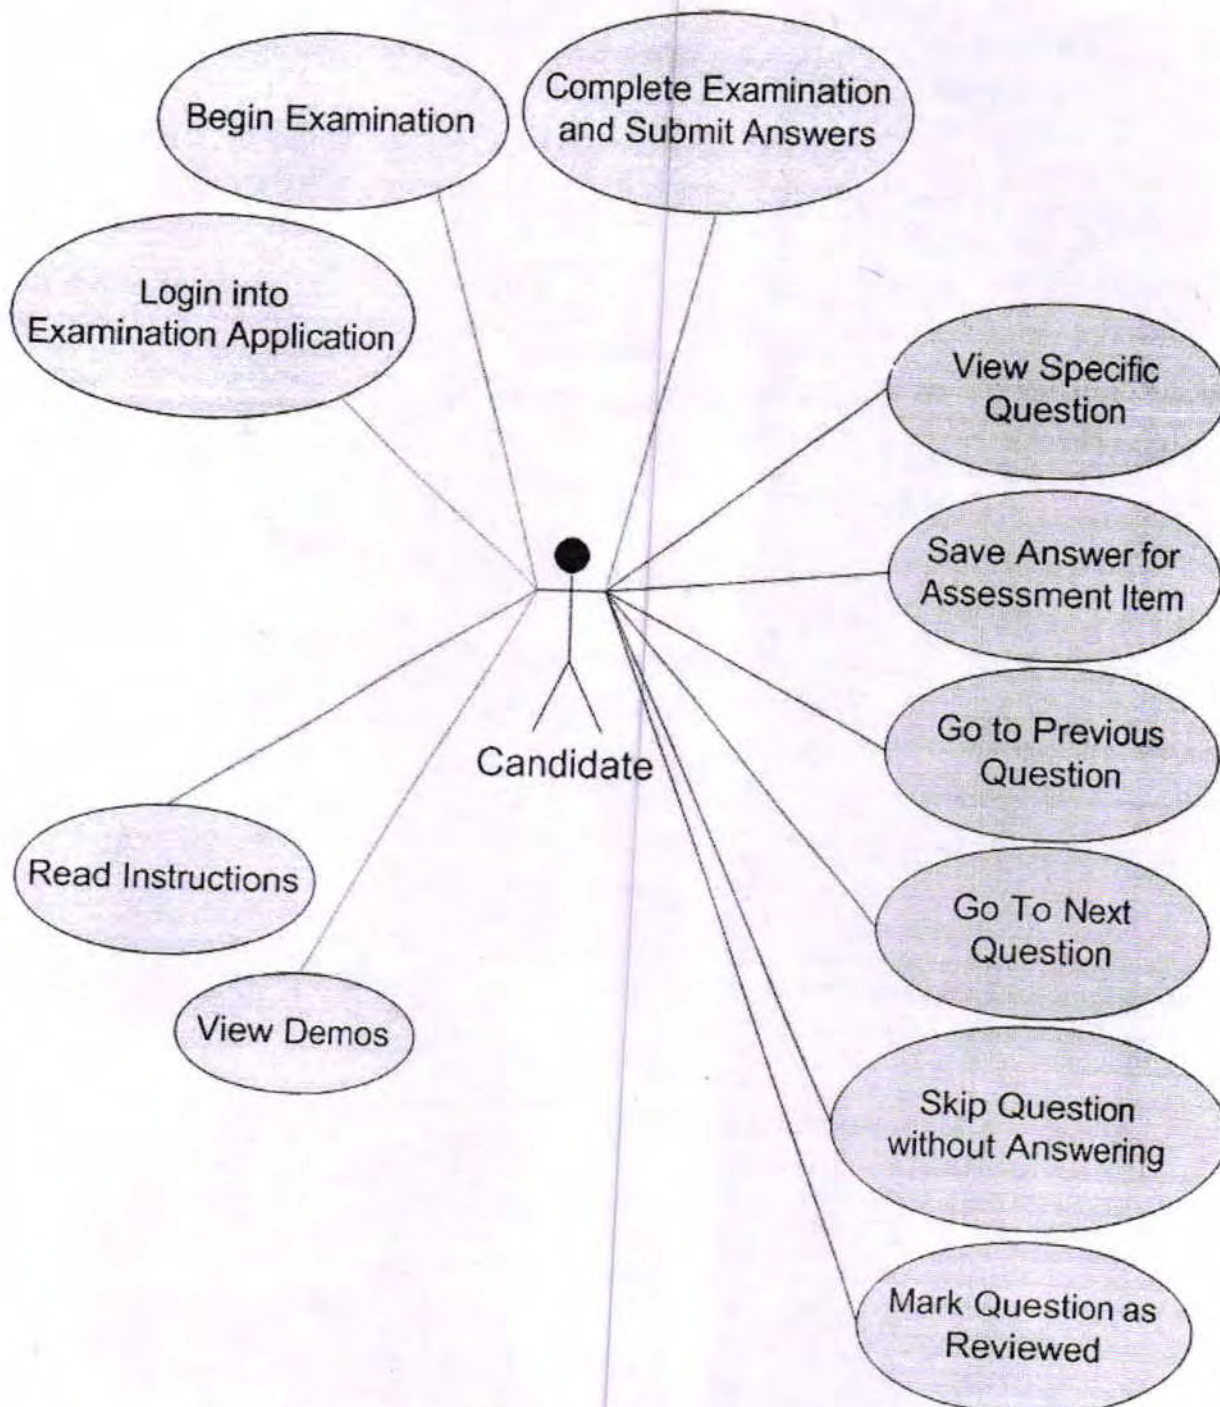 Begin Examination
Complete Examination
and Submit Answers
Login into
Examination Application
View Specific
Question
Save Answer for
Assessment Item
Go to Previous
Question
Candidate
Read Instructions
Go To Next
Question
View Demos
Skip Question
without Answering
Mark Question as
Reviewed